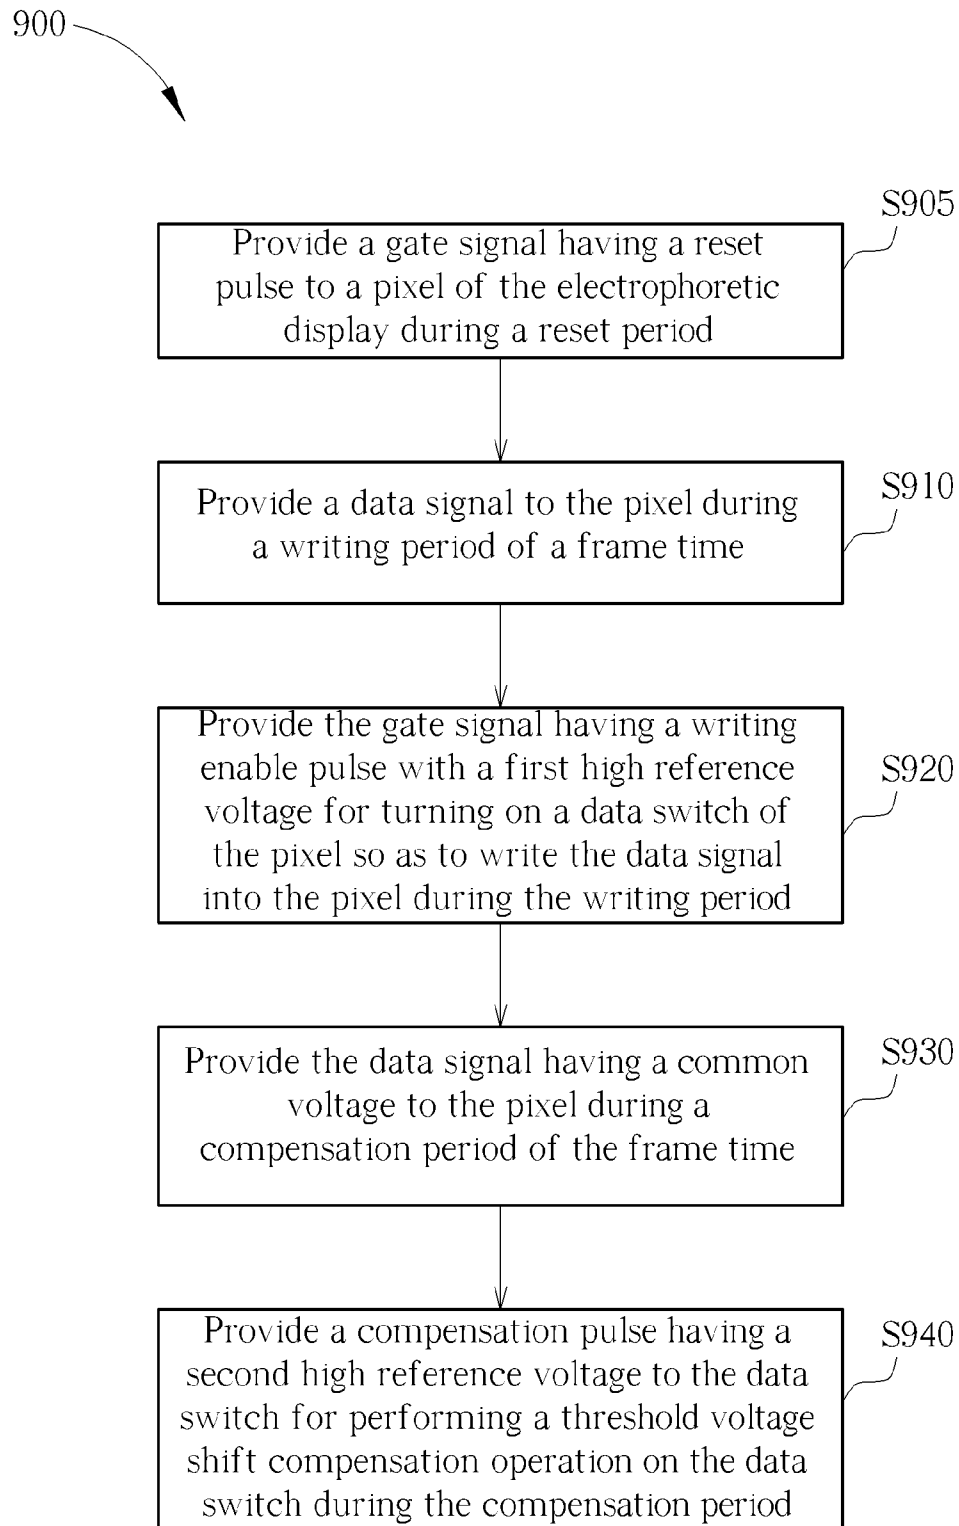 900
S905
Provide a gate signal having a reset
pulse to a pixel of the electrophoretic
display during a reset period
S910
Provide a data signal to the pixel during
a writing period of a frame time
S920
Provide the gate signal having a writing
enable pulse with a first high reference
voltage for turning on a data switch of
the pixel so as to write the data signal
into the pixel during the writing period
S930
Provide the data signal having a common
voltage to the pixel during a
compensation period of the frame time
S940
Provide a compensation pulse having a
second high reference voltage to the data
switch for performing a threshold voltage
shift compensation operation on the data
switch during the compensation period